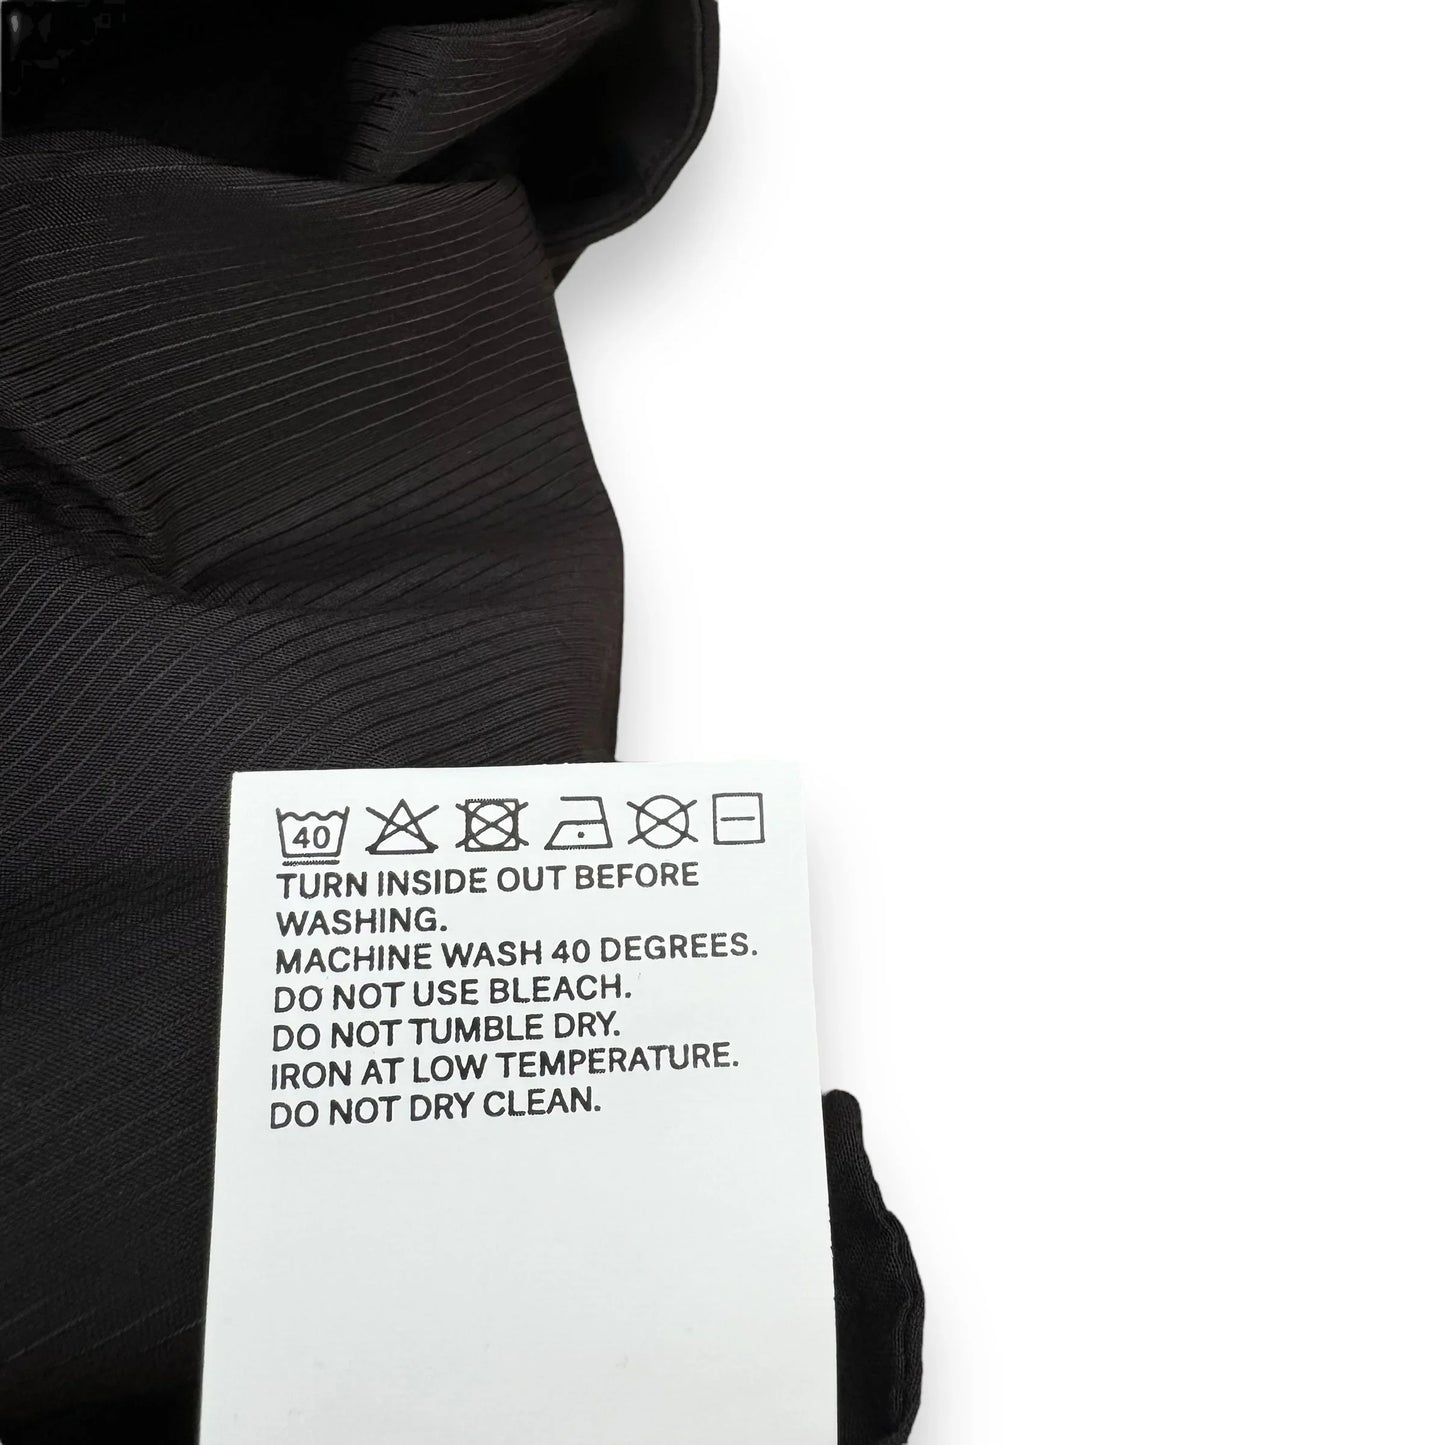 40
TURN INSIDE OUT BEFORE
WASHING.
MACHINE WASH 40 DEGREES.
DO NOT USE BLEACH.
DO NOT TUMBLE DRY.
IRON AT LOW TEMPERATURE.
DO NOT DRY CLEAN.